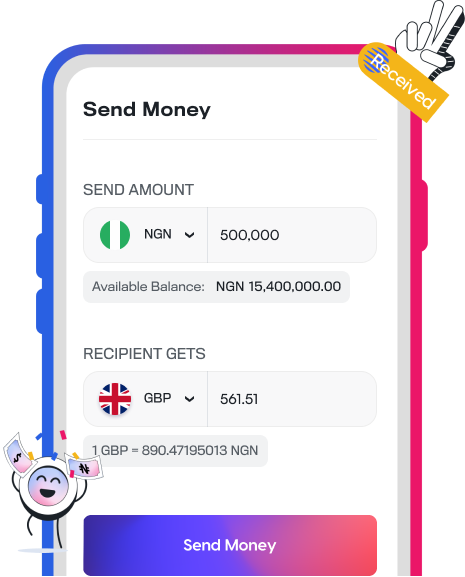 Received
Send Money
SEND AMOUNT
NGN 500,000
Available Balance: NGN 15,400,000.00
RECIPIENT GETS
GBP 561.51
1 GBP = 890.47195013 NGN
$ ₦
Send Money